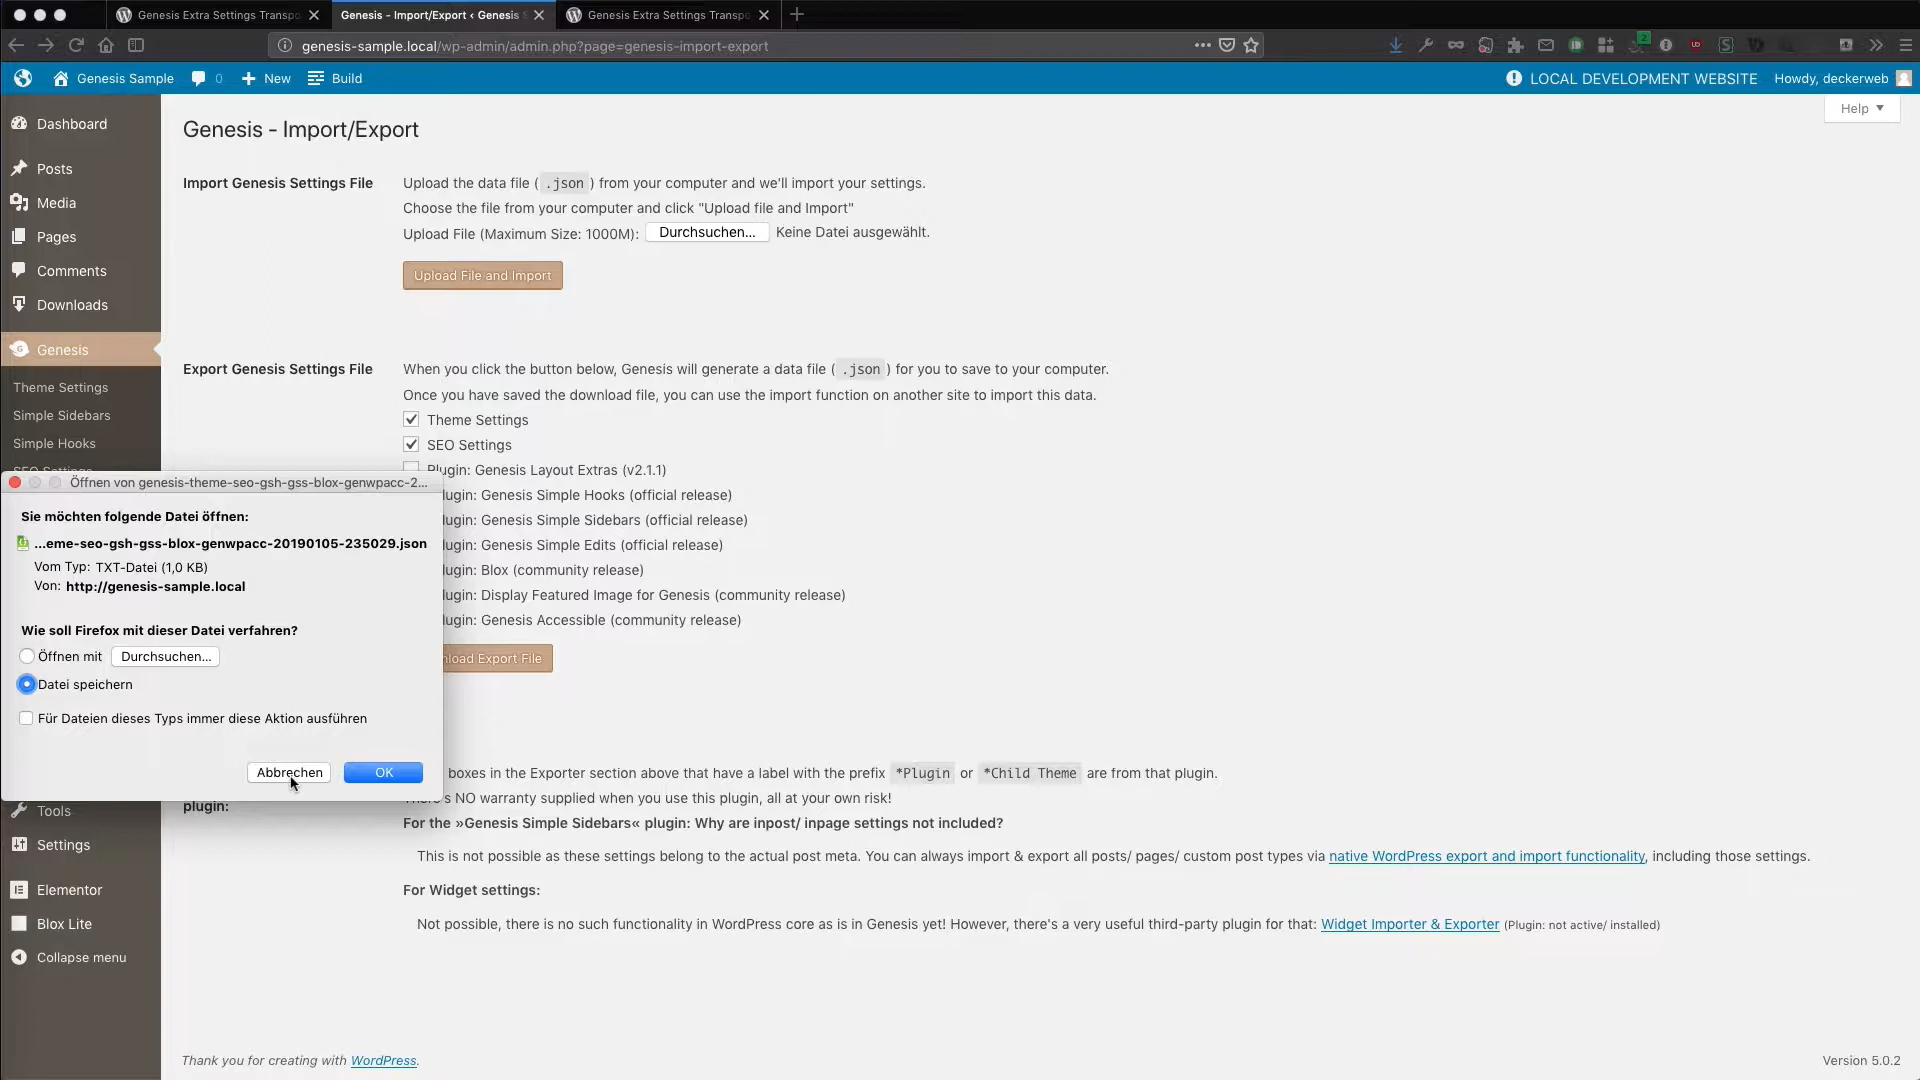 Genesis Extra Settings Transpo
Genesis - Import/Export ‹ Genesis S
Genesis Extra Settings Transpo
genesis-sample.local/wp-admin/admin.php?page=genesis-import-export
2
Genesis Sample
0
New
Build
LOCAL DEVELOPMENT WEBSITE
Howdy, deckerweb
Help
Dashboard
Posts
Media
Pages
Comments
Downloads
Genesis
Theme Settings
Simple Sidebars
Simple Hooks
SEO Settings
Tools
Settings
Elementor
Blox Lite
Collapse menu
Genesis - Import/Export
Import Genesis Settings File
Upload the data file ( .json ) from your computer and we'll import your settings.
Choose the file from your computer and click "Upload file and Import"
Upload File (Maximum Size: 1000M): Durchsuchen... Keine Datei ausgewählt.
Upload File and Import
Export Genesis Settings File
When you click the button below, Genesis will generate a data file ( .json ) for you to save to your computer.
Once you have saved the download file, you can use the import function on another site to import this data.
Theme Settings
SEO Settings
Plugin: Genesis Layout Extras (v2.1.1)
lugin: Genesis Simple Hooks (official release)
lugin: Genesis Simple Sidebars (official release)
lugin: Genesis Simple Edits (official release)
lugin: Blox (community release)
lugin: Display Featured Image for Genesis (community release)
lugin: Genesis Accessible (community release)
nload Export File
Öffnen von genesis-theme-seo-gsh-gss-blox-genwpacc-2...
Sie möchten folgende Datei öffnen:
...eme-seo-gsh-gss-blox-genwpacc-20190105-235029.json
Vom Typ: TXT-Datei (1,0 KB)
Von: http://genesis-sample.local
Wie soll Firefox mit dieser Datei verfahren?
Öffnen mit Durchsuchen...
Datei speichern
Für Dateien dieses Typs immer diese Aktion ausführen
Abbrechen OK
plugin:
boxes in the Exporter section above that have a label with the prefix *Plugin or *Child Theme are from that plugin.
There's NO warranty supplied when you use this plugin, all at your own risk!
For the »Genesis Simple Sidebars« plugin: Why are inpost/ inpage settings not included?
This is not possible as these settings belong to the actual post meta. You can always import & export all posts/ pages/ custom post types via native WordPress export and import functionality, including those settings.
For Widget settings:
Not possible, there is no such functionality in WordPress core as is in Genesis yet! However, there's a very useful third-party plugin for that: Widget Importer & Exporter (Plugin: not active/ installed)
Thank you for creating with WordPress.
Version 5.0.2